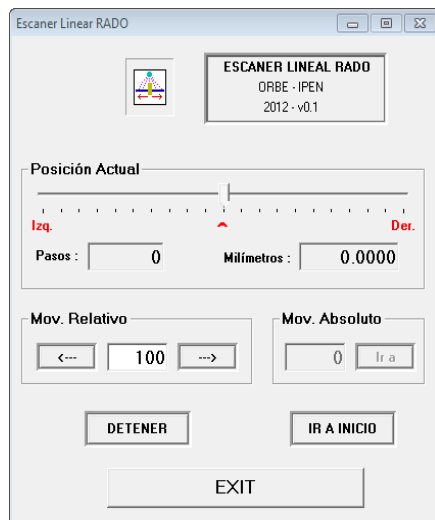 Escaner Linear RADO
ESCANER LINEAL RADO
ORBE - IPEN
2012 - v0.1
Posición Actual
Izq. Der.
Pasos : 0 Milímetros : 0.0000
Mov. Relativo Mov. Absoluto
<--- 100 ---> 0 Ir a
DETENER IR A INICIO
EXIT